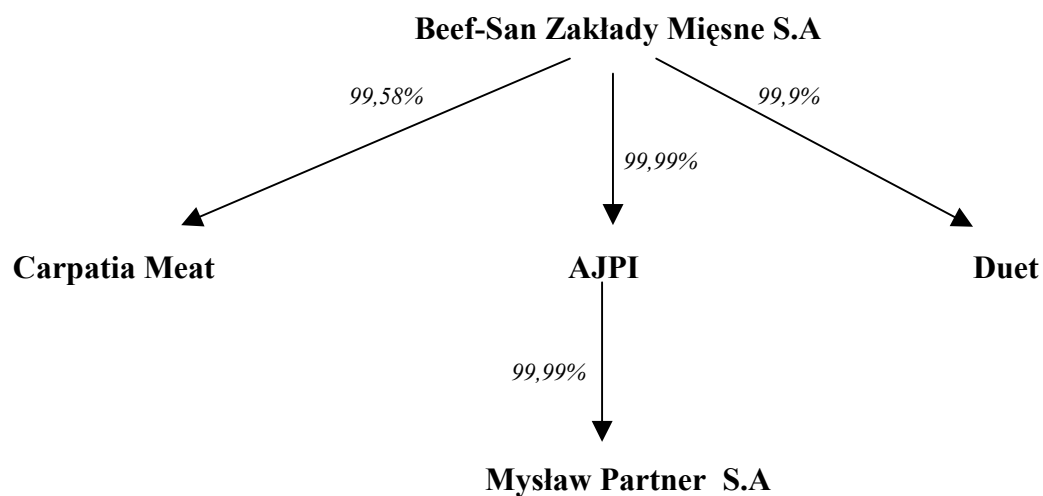 Beef-San Zakłady Mięsne S.A
99,58%
99,9%
99,99%
Carpatia Meat
AJPI
Duet
99,99%
Mysław Partner S.A